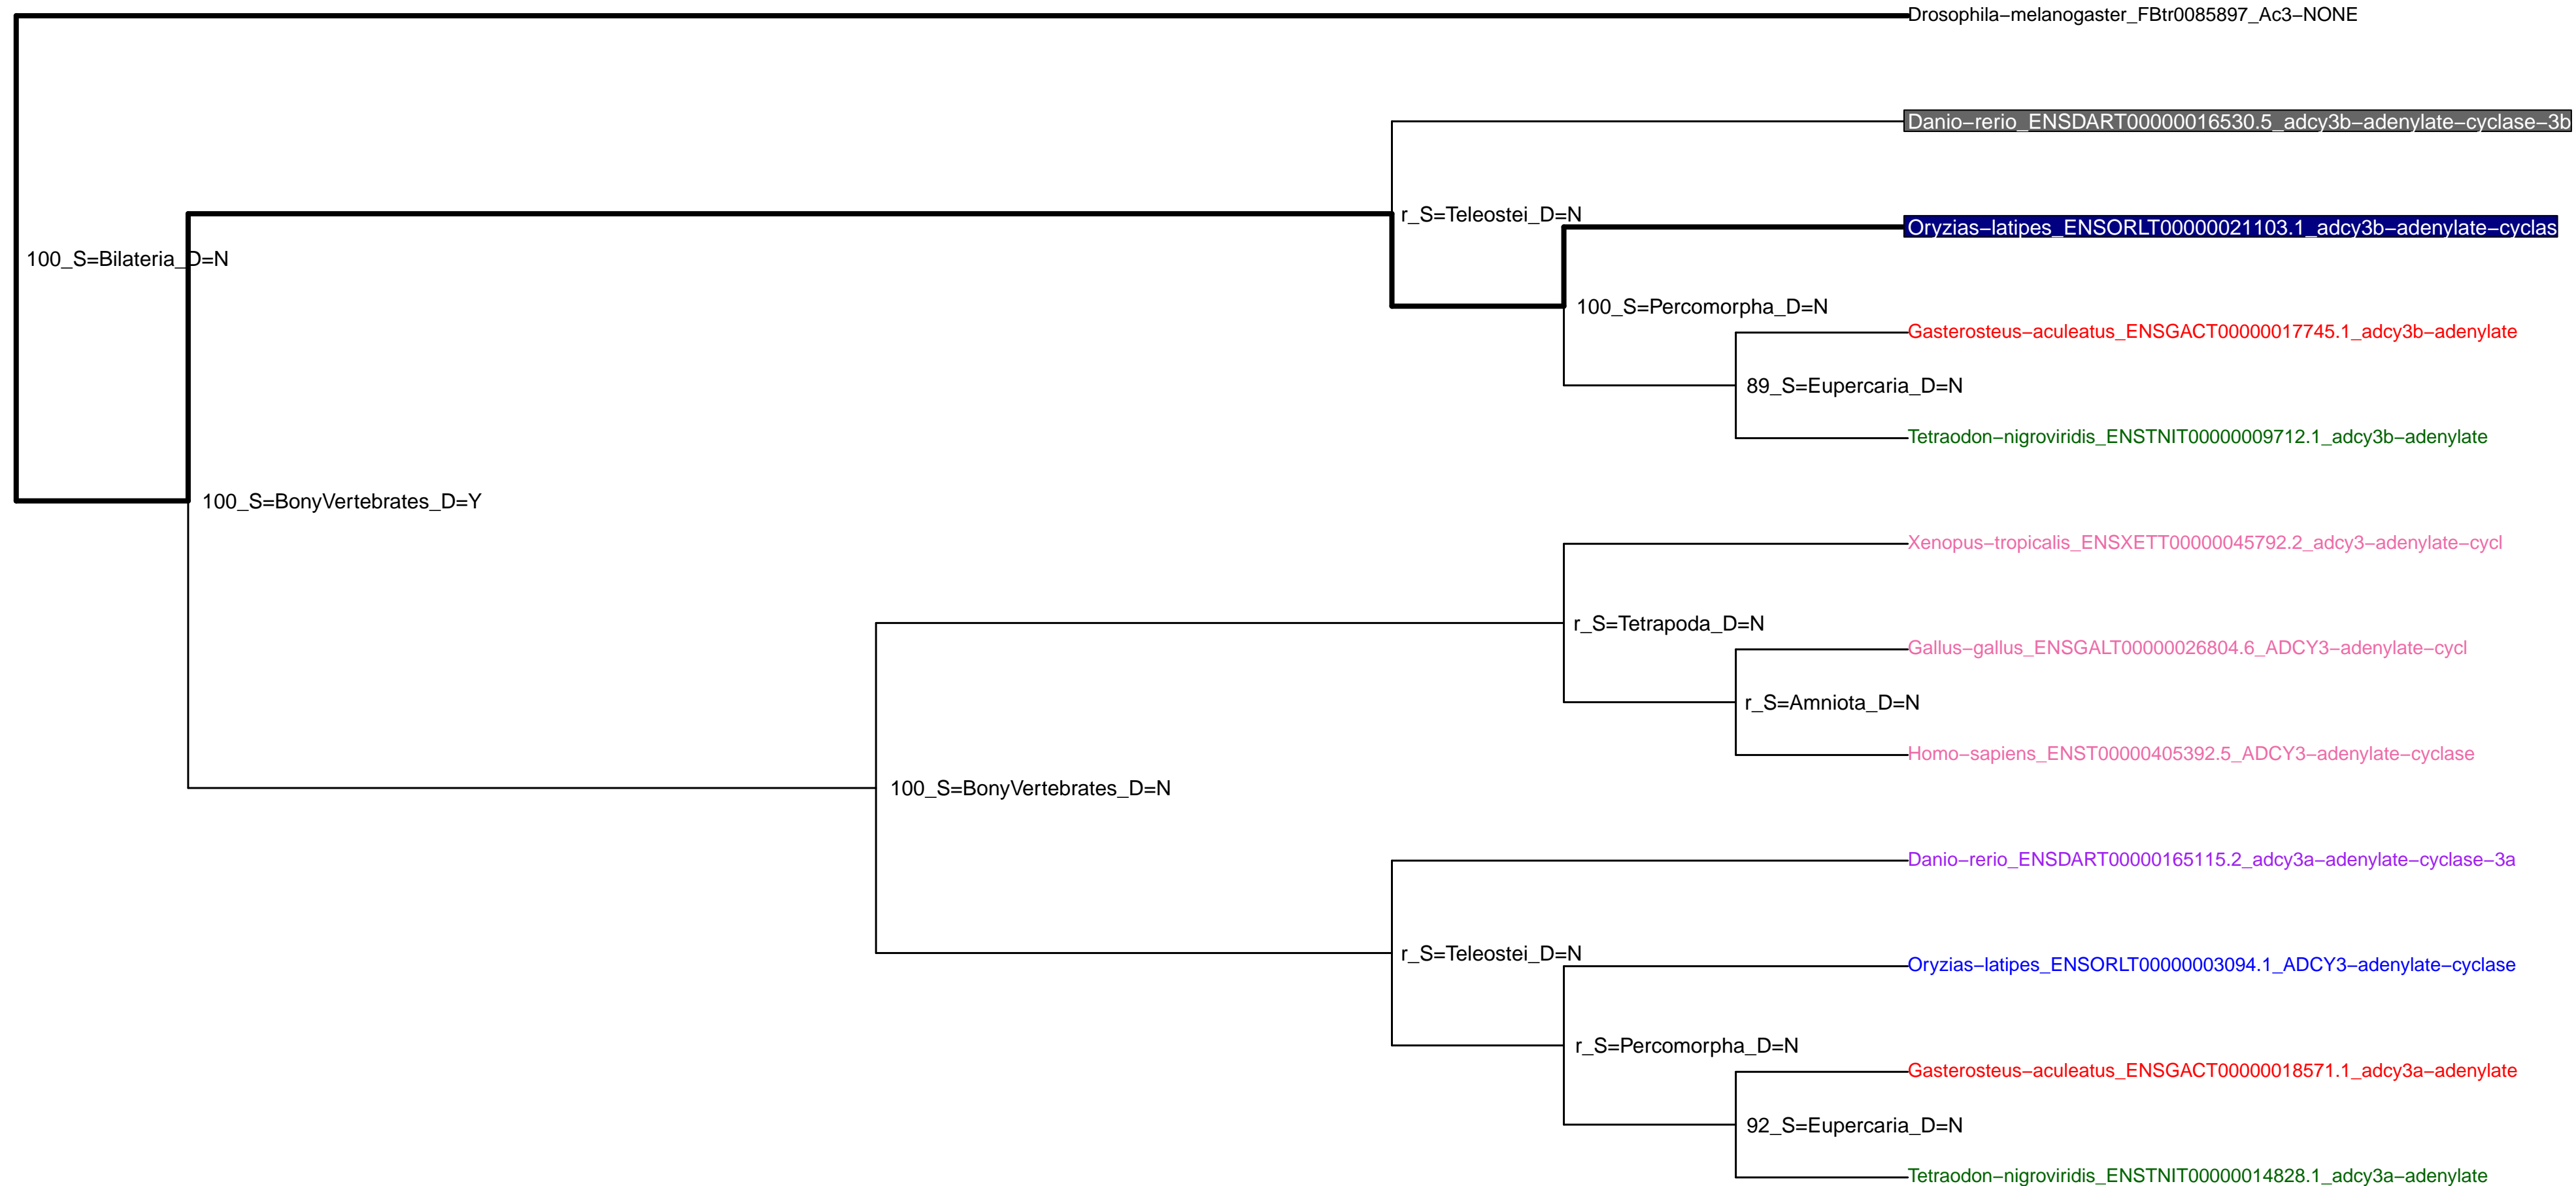 Drosophila−melanogaster_FBtr0085897_Ac3−NONE
Danio−rerio_ENSDART00000016530.5_adcy3b−adenylate−cyclase−3b
r_S=Teleostei_D=N
Oryzias−latipes_ENSORLT00000021103.1_adcy3b−adenylate−cyclas
100_S=Bilateria_D=N
100_S=Percomorpha_D=N
Gasterosteus−aculeatus_ENSGACT00000017745.1_adcy3b−adenylate
89_S=Eupercaria_D=N
Tetraodon−nigroviridis_ENSTNIT00000009712.1_adcy3b−adenylate
100_S=BonyVertebrates_D=Y
Xenopus−tropicalis_ENSXETT00000045792.2_adcy3−adenylate−cycl
r_S=Tetrapoda_D=N
Gallus−gallus_ENSGALT00000026804.6_ADCY3−adenylate−cycl
r_S=Amniota_D=N
Homo−sapiens_ENST00000405392.5_ADCY3−adenylate−cyclase
100_S=BonyVertebrates_D=N
Danio−rerio_ENSDART00000165115.2_adcy3a−adenylate−cyclase−3a
r_S=Teleostei_D=N
Oryzias−latipes_ENSORLT00000003094.1_ADCY3−adenylate−cyclase
r_S=Percomorpha_D=N
Gasterosteus−aculeatus_ENSGACT00000018571.1_adcy3a−adenylate
92_S=Eupercaria_D=N
Tetraodon−nigroviridis_ENSTNIT00000014828.1_adcy3a−adenylate